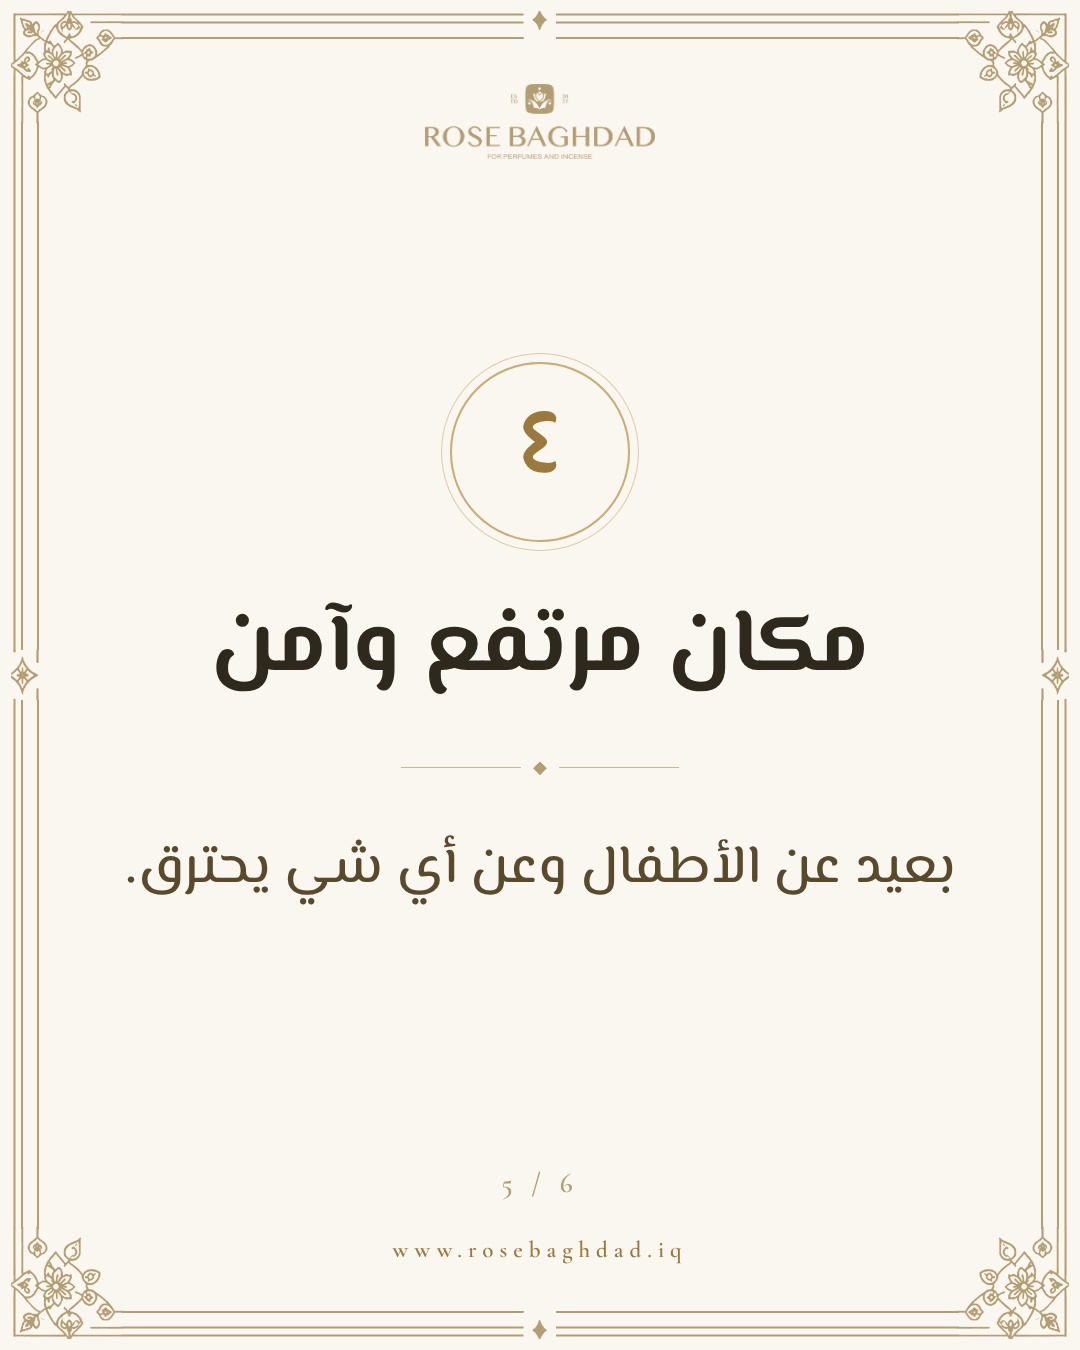 ROSE BAGHDAD
FOR PERFUMES AND INCENSE
٤
مكان مرتفع وآمن
بعيد عن الأطفال وعن أي شي يحترق.
5 / 6
www.rosebaghdad.iq